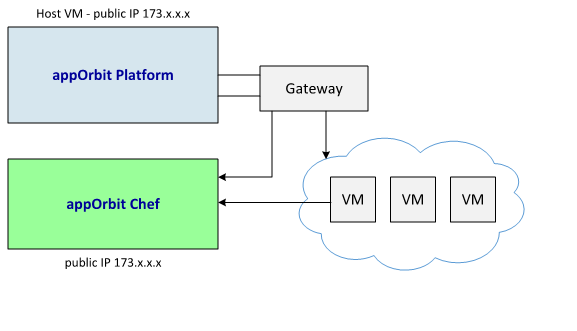 Host VM - public IP 173.x.x.x
appOrbit Platform
Gateway
appOrbit Chef
VM VM VM
public IP 173.x.x.x